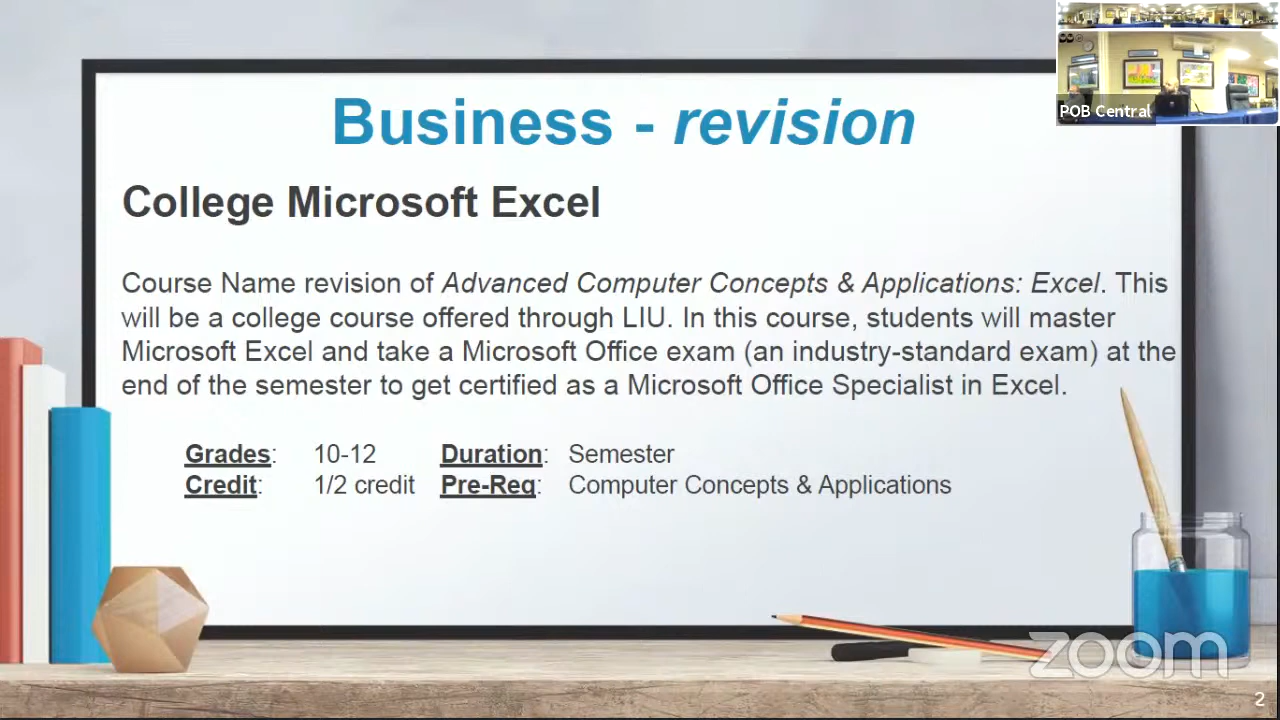 POB Central
Business - revision
College Microsoft Excel
Course Name revision of Advanced Computer Concepts & Applications: Excel. This
will be a college course offered through LIU. In this course, students will master
Microsoft Excel and take a Microsoft Office exam (an industry-standard exam) at the
end of the semester to get certified as a Microsoft Office Specialist in Excel.
Grades: 10-12 Duration: Semester
Credit: 1/2 credit Pre-Req: Computer Concepts & Applications
zoom
2